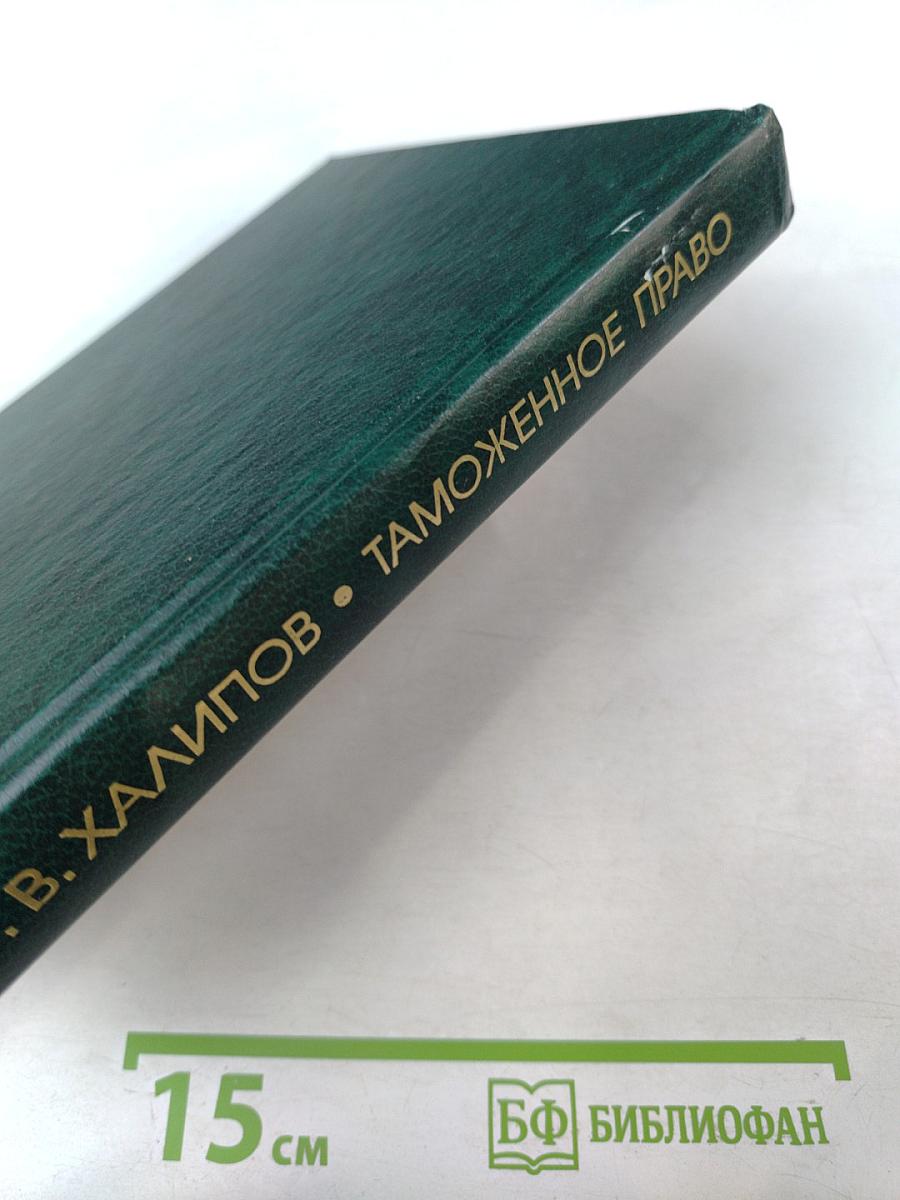 . В. ХАЛИПОВ • ТАМОЖЕННОЕ ПРАВО
15 см
БФ БИБЛИОФАН